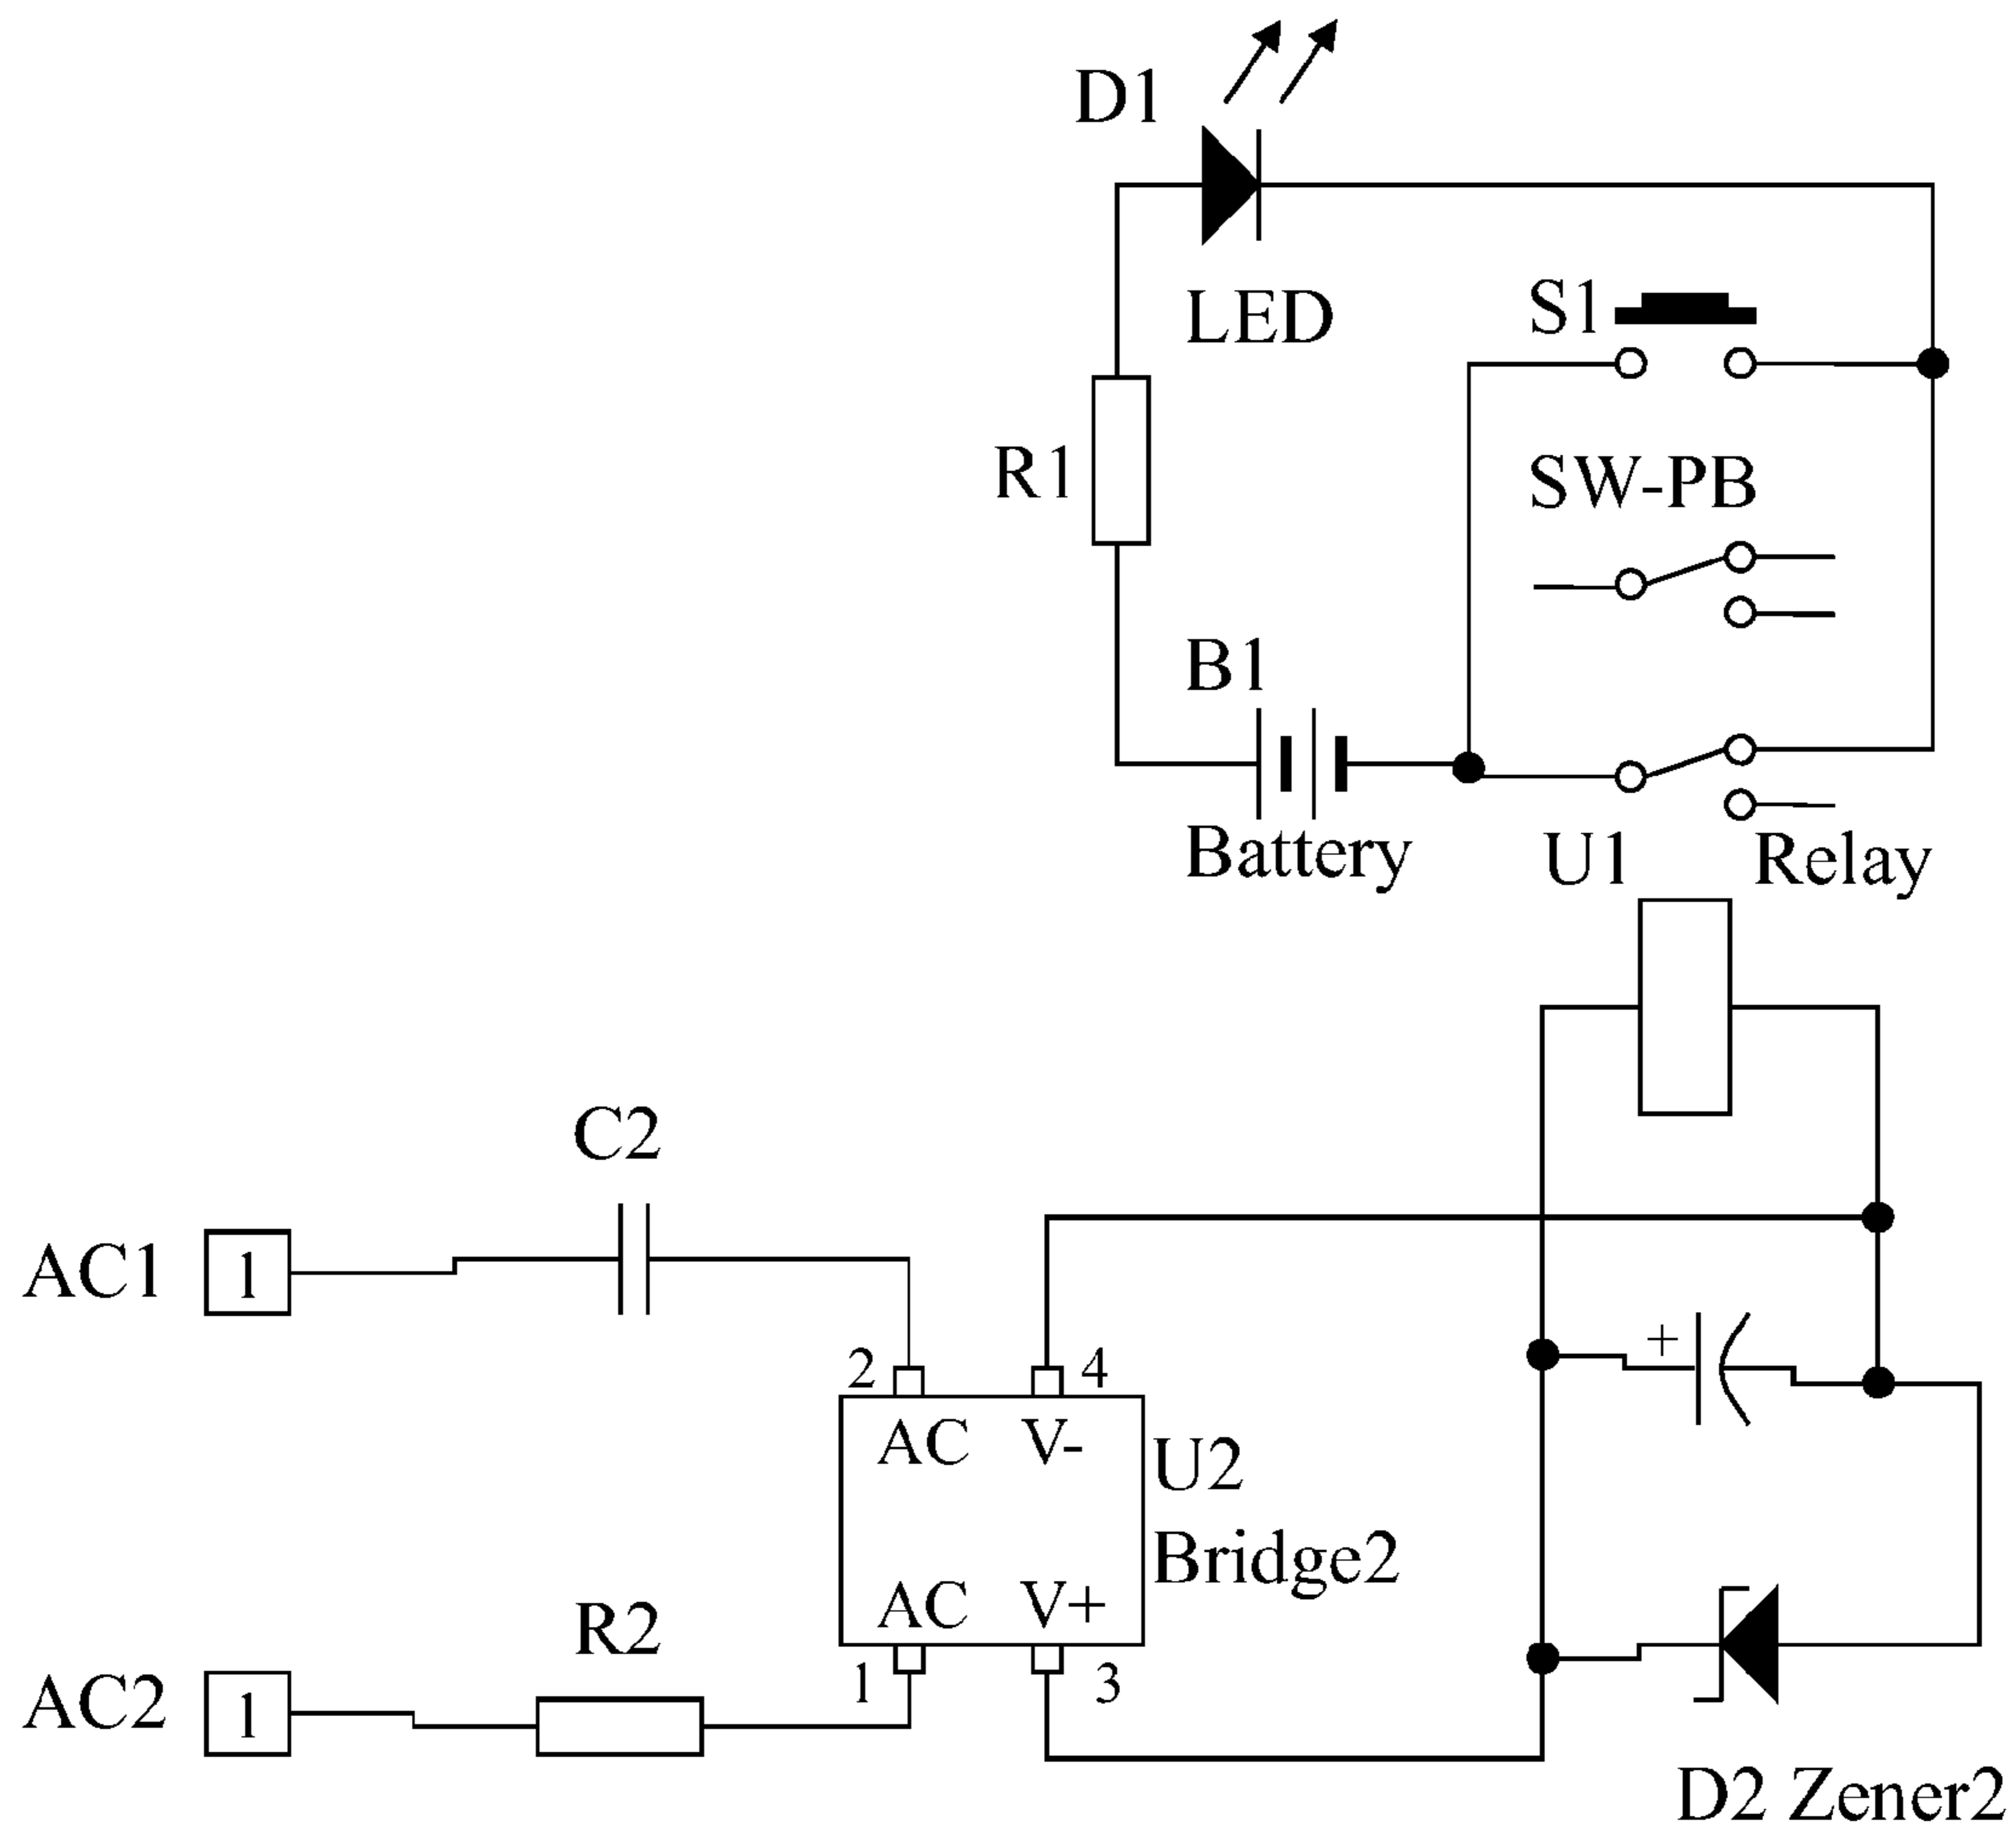 D1
LED
S1
R1
SW-PB
B1
Battery
U1 Relay
C2
AC1 1
+
2 4
AC V-
U2
Bridge2
AC V+
R2
1 3
AC2 1
D2 Zener2